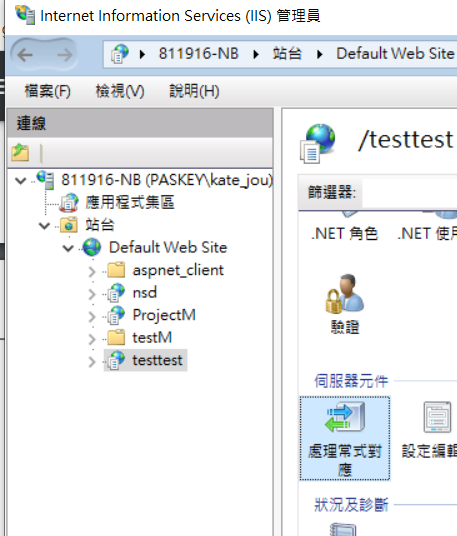 Internet Information Services (IIS) 管理員
811916-NB
站台
Default Web Site
檔案(F)
檢視(V)
說明(H)
連線
811916-NB (PASKEY\kate_jou)
應用程式集區
站台
Default Web Site
aspnet_client
nsd
ProjectM
testM
testtest
/testtest
篩選器:
.NET 角色
.NET 使用
驗證
伺服器元件
處理常式對
應
設定編輯
狀況及診斷